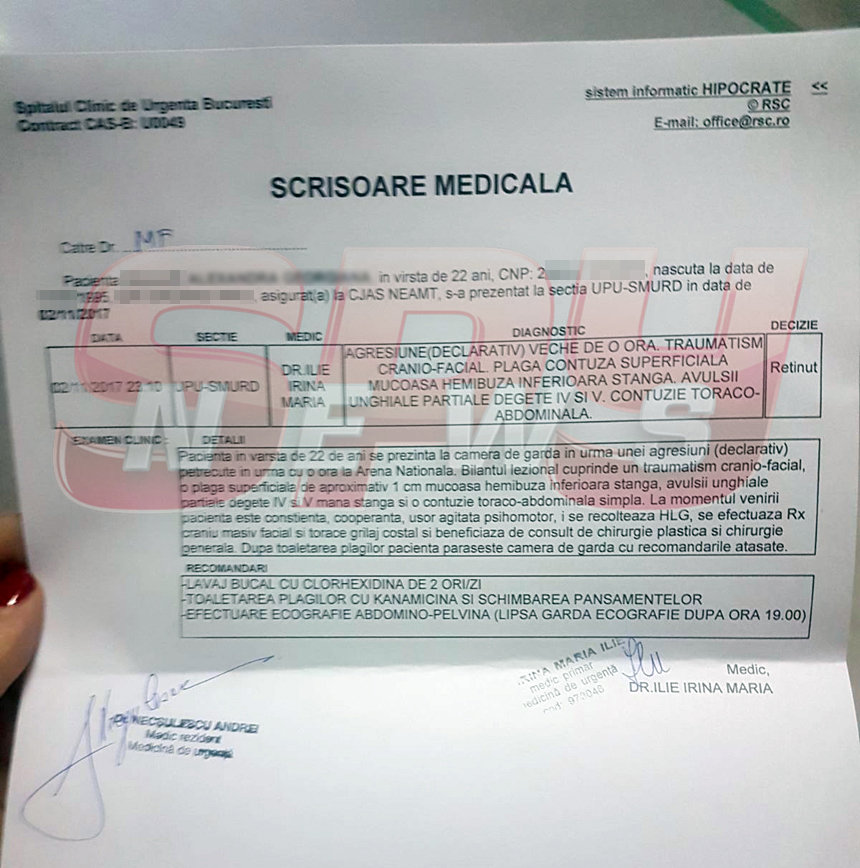 Spitalul Clinic de Urgenta Bucuresti
Contract CAS-B: U0049
sistem informatic HIPOCRATE <<
© RSC
E-mail: office@rsc.ro
SCRISOARE MEDICALA
Catre Dr. MF
Pacienta in virsta de 22 ani, CNP: 2 , nascuta la data de
, asigurat(a) la CJAS NEAMT, s-a prezentat la sectia UPU-SMURD in data de
02/11/2017
DATA SECTIE MEDIC DIAGNOSTIC DECIZIE
02/11/2017 22:10 UPU-SMURD DR.ILIE IRINA MARIA
AGRESIUNE(DECLARATIV) VECHE DE O ORA. TRAUMATISM
CRANIO-FACIAL. PLAGA CONTUZA SUPERFICIALA
MUCOASA HEMIBUZA INFERIOARA STANGA. AVULSII
UNGHIALE PARTIALE DEGETE IV SI V. CONTUZIE TORACO-
ABDOMINALA.
Retinut
EXAMEN CLINIC : DETALII
Pacienta in varsta de 22 de ani se prezinta la camera de garda in urma unei agresiuni (declarativ)
petrecute in urma cu o ora la Arena Nationala. Bilantul lezional cuprinde un traumatism cranio-facial,
o plaga superficiala de aproximativ 1 cm mucoasa hemibuza inferioara stanga, avulsii unghiale
partiale degete IV si V mana stanga si o contuzie toraco-abdominala simpla. La momentul venirii
pacienta este constienta, cooperanta, usor agitata psihomotor, i se recolteaza HLG, se efectuaza Rx
craniu masiv facial si torace grilaj costal si beneficiaza de consult de chirurgie plastica si chirurgie
generala. Dupa toaletarea plagilor pacienta paraseste camera de garda cu recomandarile atasate.
RECOMANDARI
-LAVAJ BUCAL CU CLORHEXIDINA DE 2 ORI/ZI
-TOALETAREA PLAGILOR CU KANAMICINA SI SCHIMBAREA PANSAMENTELOR
-EFECTUARE ECOGRAFIE ABDOMINO-PELVINA (LIPSA GARDA ECOGRAFIE DUPA ORA 19.00)
IRINA MARIA ILIE
medic primar
medicină de urgență
cod: 973048
Medic,
DR.ILIE IRINA MARIA
Dr. NECȘULESCU ANDREI
Medic rezident
Medicină de urgență
SPY
NEWS